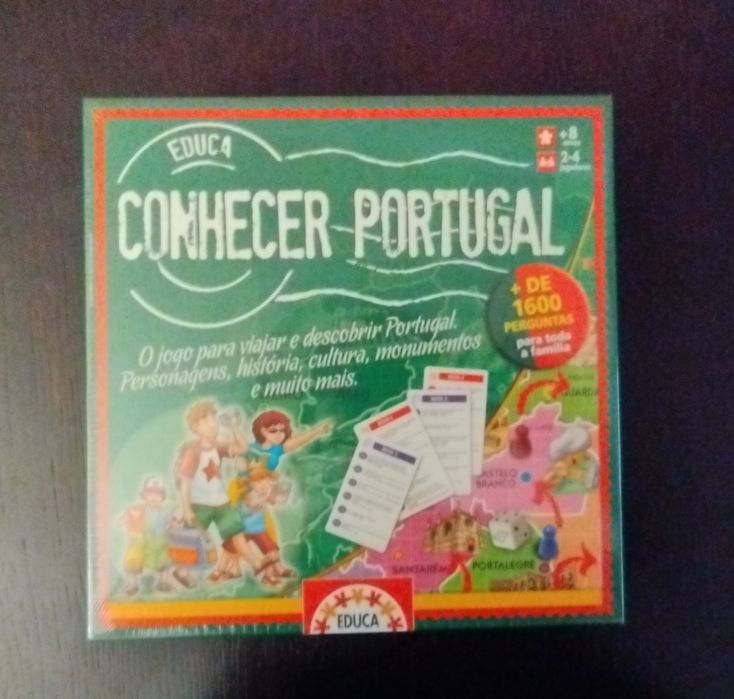 EDUCA
+8
anos
2-4
jogadores
CONHECER PORTUGAL
+ DE
1600
PERGUNTAS
para toda
a família
O jogo para viajar e descobrir Portugal.
Personagens, história, cultura, monumentos
e muito mais.
GUARDA
CASTELO
BRANCO
SANTARÉM
PORTALEGRE
EDUCA